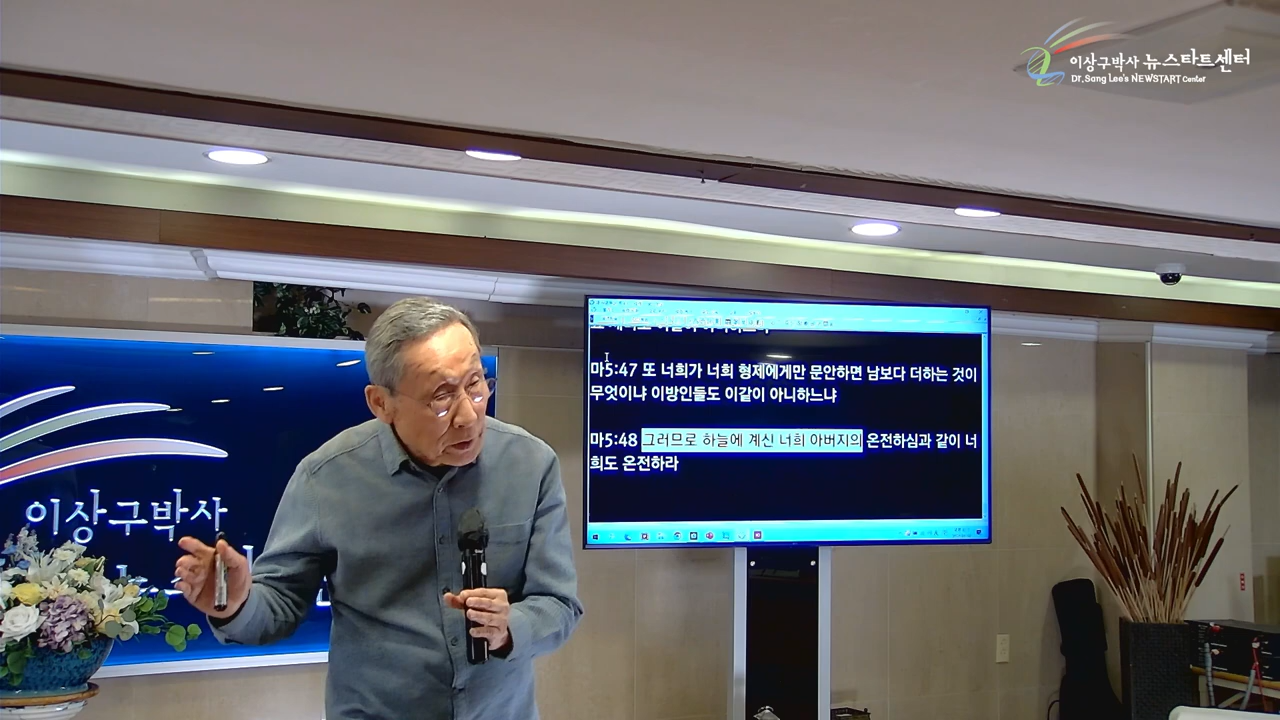 이상구박사 뉴스타트센터
Dr. Sang Lee's NEWSTART Center
마5:47 또 너희가 너희 형제에게만 문안하면 남보다 더하는 것이
무엇이냐 이방인들도 이같이 아니하느냐
마5:48 그러므로 하늘에 계신 너희 아버지의 온전하심과 같이 너
희도 온전하라
이상구박사